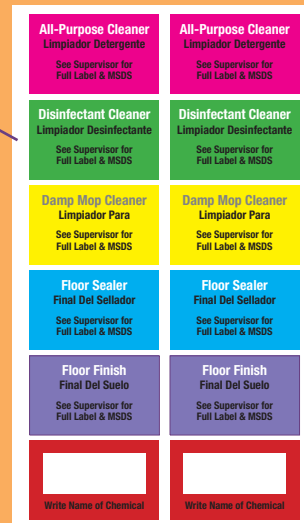 All-Purpose Cleaner
Limpiador Detergente
See Supervisor for
Full Label & MSDS
All-Purpose Cleaner
Limpiador Detergente
See Supervisor for
Full Label & MSDS
Disinfectant Cleaner
Limpiador Desinfectante
See Supervisor for
Full Label & MSDS
Disinfectant Cleaner
Limpiador Desinfectante
See Supervisor for
Full Label & MSDS
Damp Mop Cleaner
Limpiador Para
See Supervisor for
Full Label & MSDS
Damp Mop Cleaner
Limpiador Para
See Supervisor for
Full Label & MSDS
Floor Sealer
Final Del Sellador
See Supervisor for
Full Label & MSDS
Floor Sealer
Final Del Sellador
See Supervisor for
Full Label & MSDS
Floor Finish
Final Del Suelo
See Supervisor for
Full Label & MSDS
Floor Finish
Final Del Suelo
See Supervisor for
Full Label & MSDS
Write Name of Chemical
Write Name of Chemical